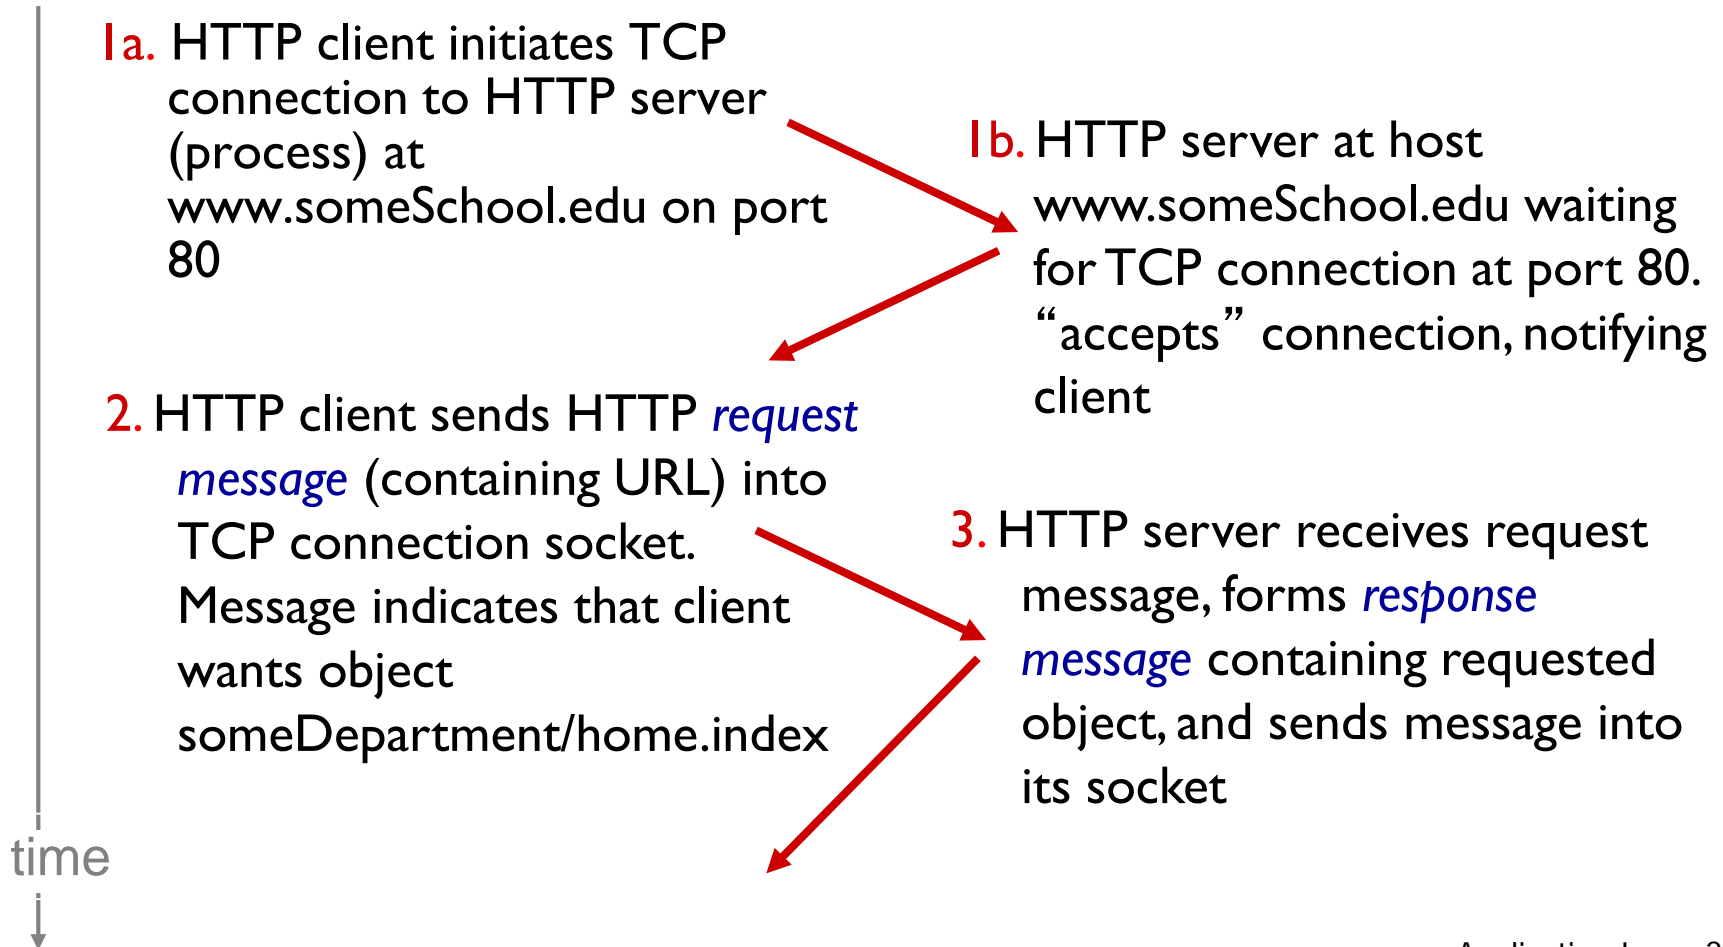 1a. HTTP client initiates TCP
connection to HTTP server
(process) at
www.someSchool.edu on port
80
1b. HTTP server at host
www.someSchool.edu waiting
for TCP connection at port 80.
“accepts” connection, notifying
client
2. HTTP client sends HTTP request
message (containing URL) into
TCP connection socket.
Message indicates that client
wants object
someDepartment/home.index
3. HTTP server receives request
message, forms response
message containing requested
object, and sends message into
its socket
time